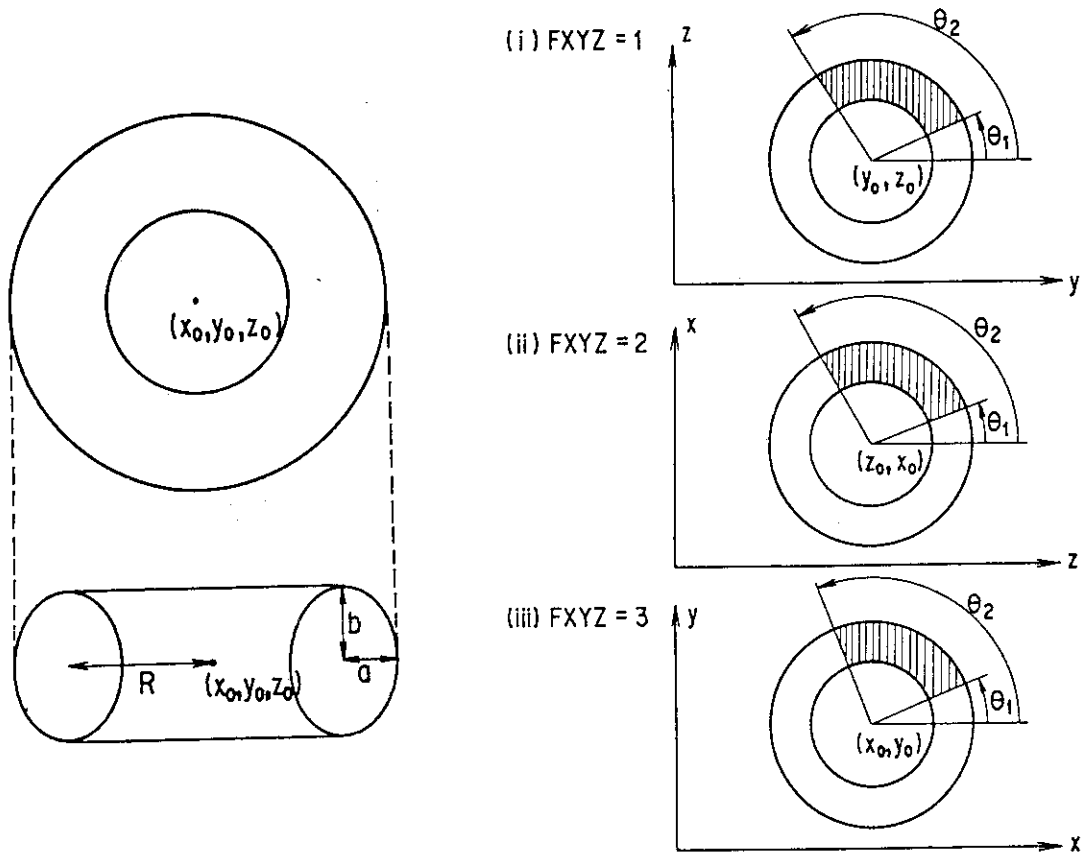 (x₀, y₀, z₀)
b
a
R
(x₀, y₀, z₀)
(i) FXYZ = 1
z
θ₂
θ₁
(y₀, z₀)
y
(ii) FXYZ = 2
x
θ₂
θ₁
(z₀, x₀)
z
(iii) FXYZ = 3
y
θ₂
θ₁
(x₀, y₀)
x